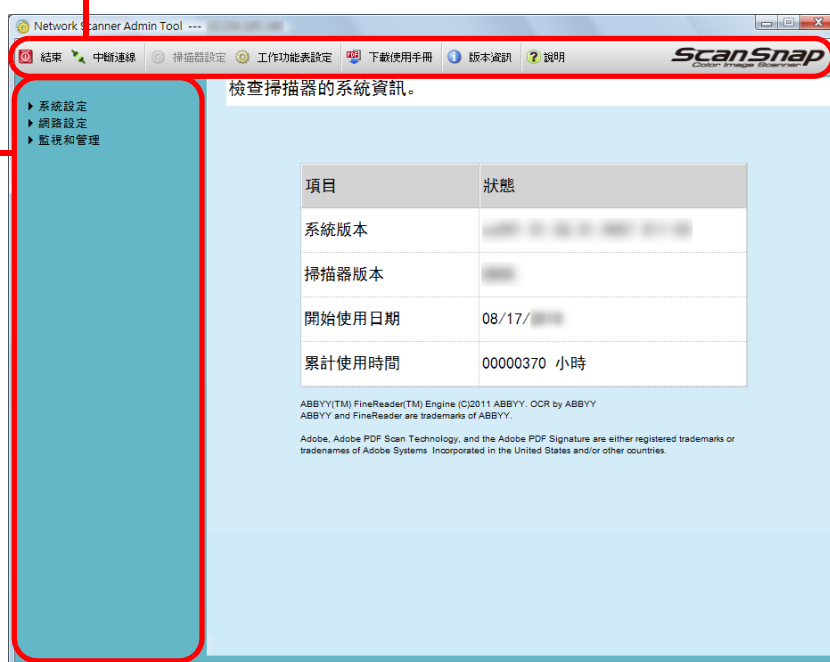 Network Scanner Admin Tool ---
結束 中斷連線 掃描器設定 工作功能表設定 下載使用手冊 版本資訊 說明
ScanSnap
Color Image Scanner
檢查掃描器的系統資訊。
系統設定
網路設定
監視和管理
項目 狀態
系統版本
掃描器版本
開始使用日期 08/17/
累計使用時間 00000370 小時
ABBYY(TM) FineReader(TM) Engine (C)2011 ABBYY. OCR by ABBYY
ABBYY and FineReader are trademarks of ABBYY.
Adobe, Adobe PDF Scan Technology, and the Adobe PDF Signature are either registered trademarks or
tradenames of Adobe Systems Incorporated in the United States and/or other countries.